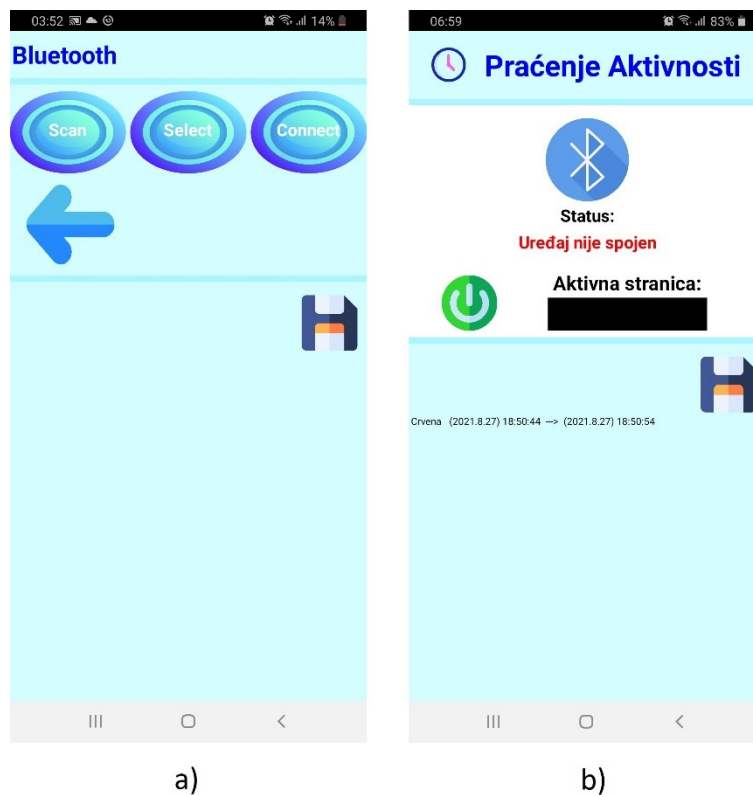 03:52 14%
Bluetooth
Scan Select Connect
a)
06:59 83%
Praćenje Aktivnosti
Status:
Uređaj nije spojen
Aktivna stranica:
Crvena (2021.8.27) 18:50:44 —> (2021.8.27) 18:50:54
b)